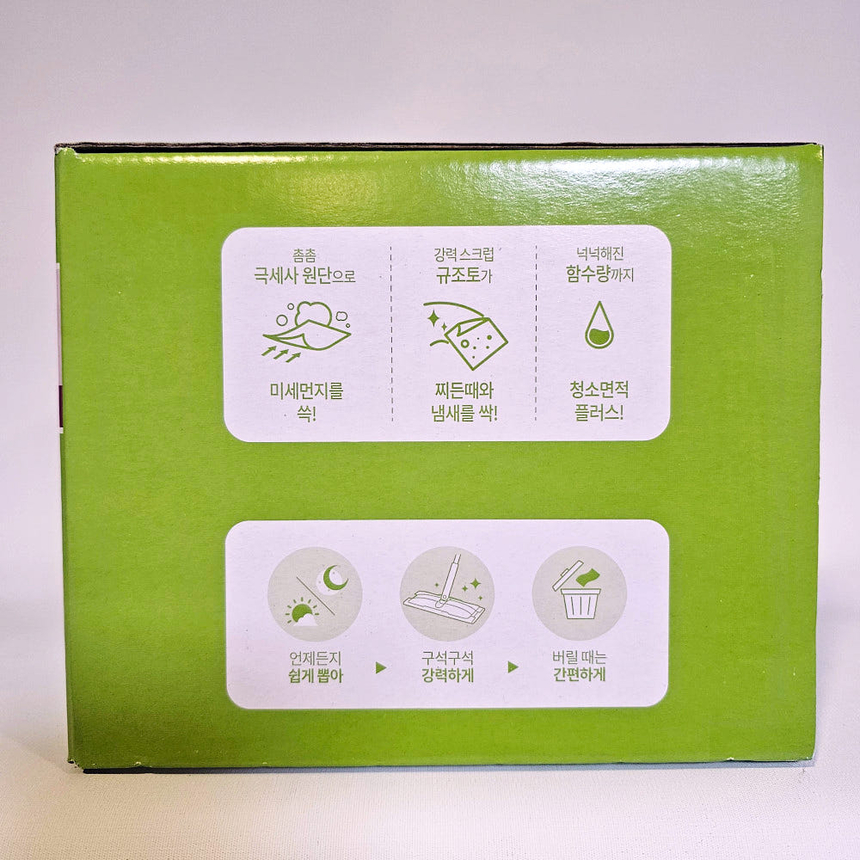 촘촘
극세사 원단으로
미세먼지를
쓱!
강력 스크럽
규조토가
찌든때와
냄새를 싹!
넉넉해진
함수량까지
청소면적
플러스!
언제든지
쉽게 뽑아
구석구석
강력하게
버릴 때는
간편하게